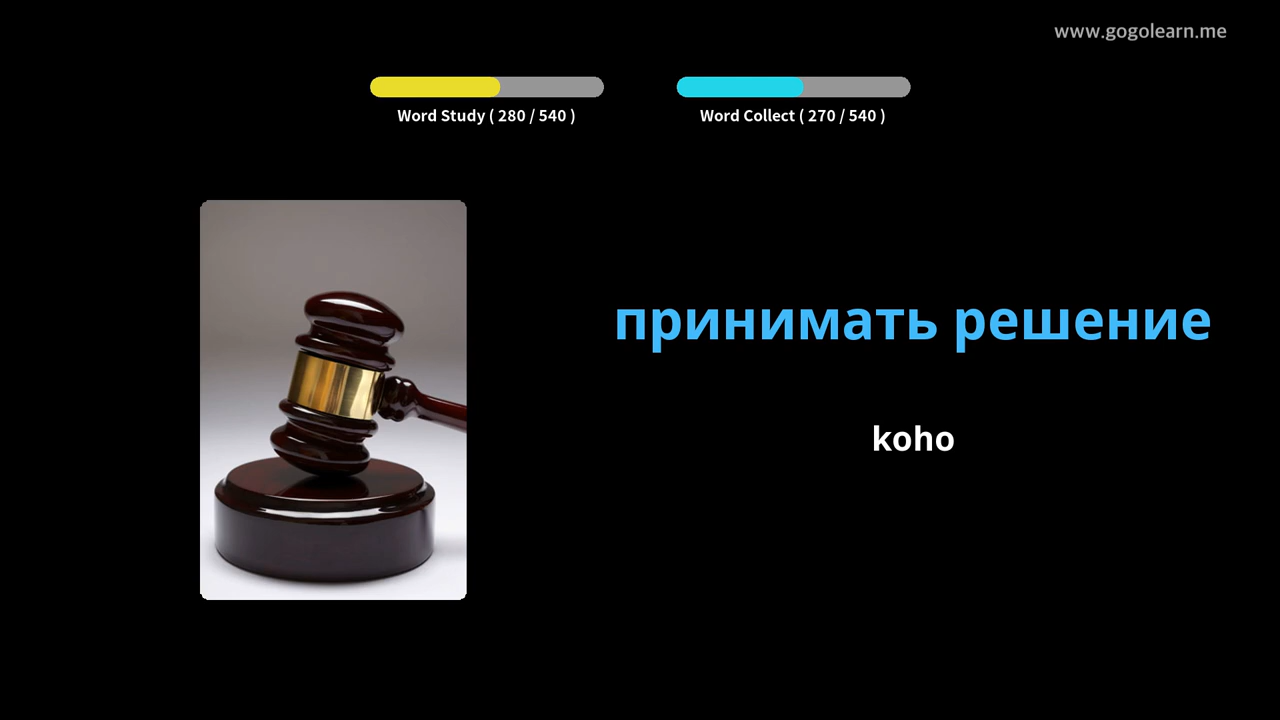 www.gogolearn.me
Word Study ( 280 / 540 )
Word Collect ( 270 / 540 )
принимать решение
koho